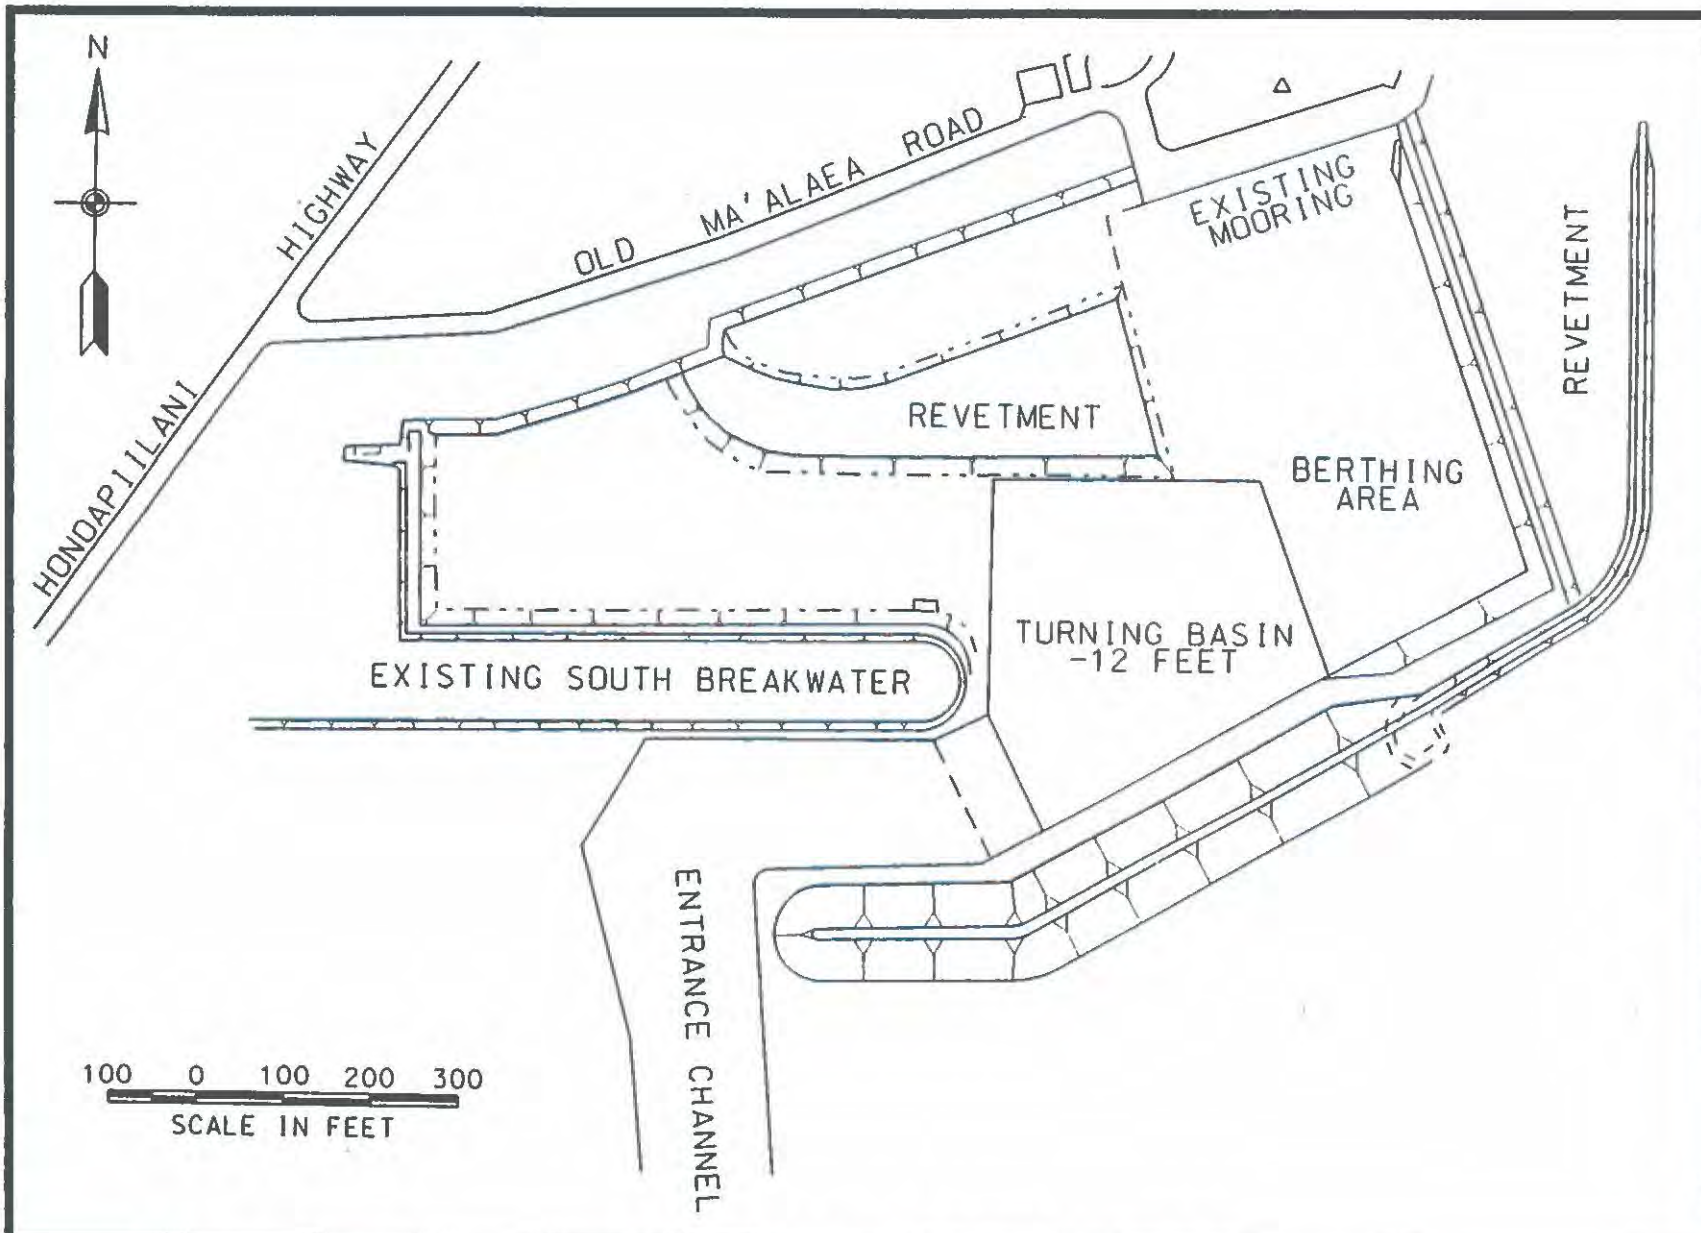 N
HONOAPIILANI HIGHWAY
OLD MA'ALAEA ROAD
EXISTING
MOORING
REVETMENT
REVETMENT
BERTHING
AREA
TURNING BASIN
-12 FEET
EXISTING SOUTH BREAKWATER
ENTRANCE CHANNEL
100 0 100 200 300
SCALE IN FEET